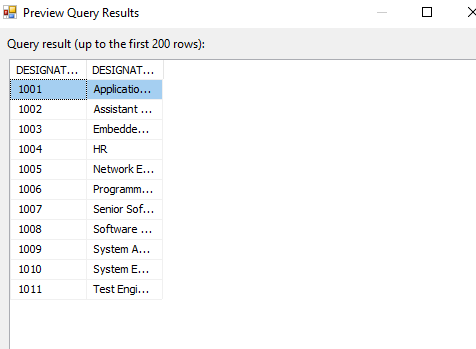 Preview Query Results
Query result (up to the first 200 rows):
DESIGNAT... DESIGNAT...
1001 Applicatio...
1002 Assistant ...
1003 Embedde...
1004 HR
1005 Network E...
1006 Programm...
1007 Senior Sof...
1008 Software ...
1009 System A...
1010 System E...
1011 Test Engi...